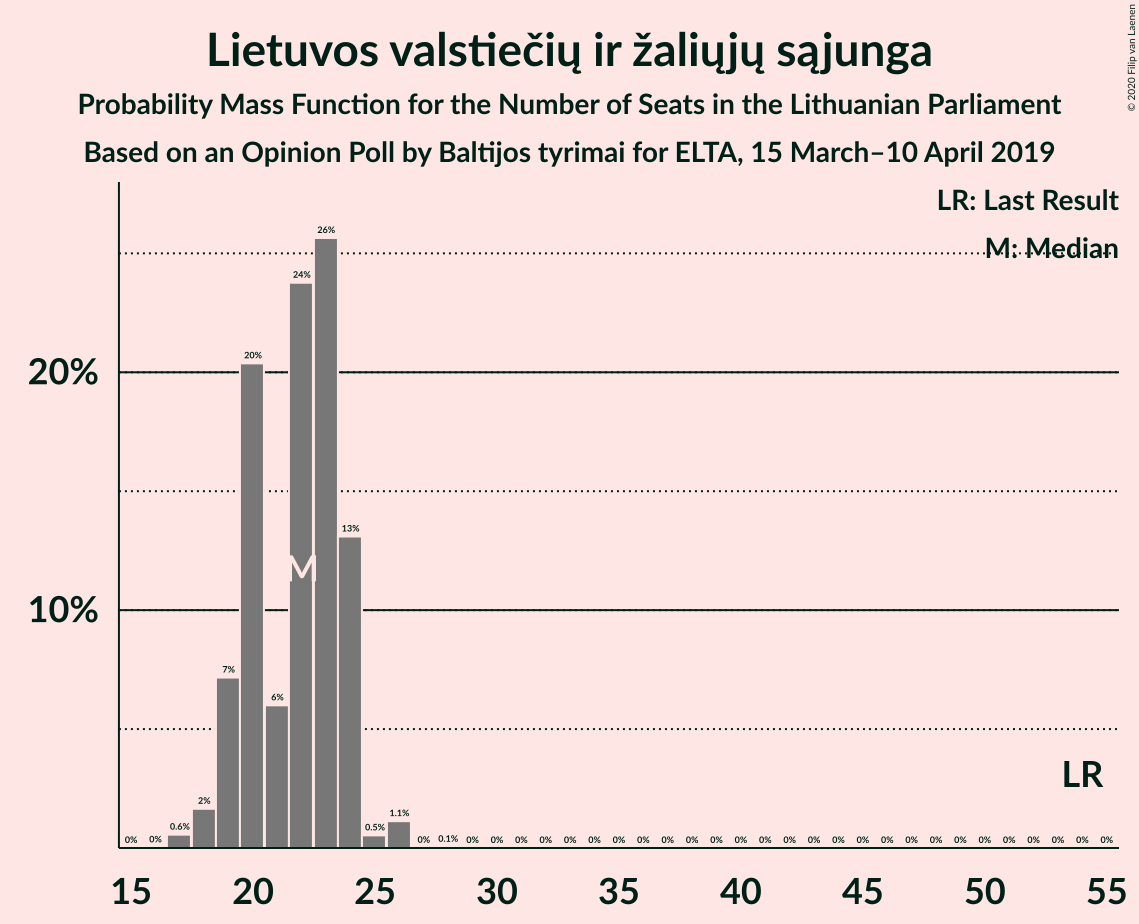 Lietuvos valstiečių ir žaliųjų sąjunga
Probability Mass Function for the Number of Seats in the Lithuanian Parliament
Based on an Opinion Poll by Baltijos tyrimai for ELTA, 15 March–10 April 2019
© 2020 Filip van Laenen
LR: Last Result
M: Median
20%
10%
0% 0% 0.6% 2% 7% 20% 6% 24% 26% 13% 0.5% 1.1% 0% 0.1% 0% 0% 0% 0% 0% 0% 0% 0% 0% 0% 0% 0% 0% 0% 0% 0% 0% 0% 0% 0% 0% 0% 0% 0% 0% 0% 0%
M
LR
15 20 25 30 35 40 45 50 55